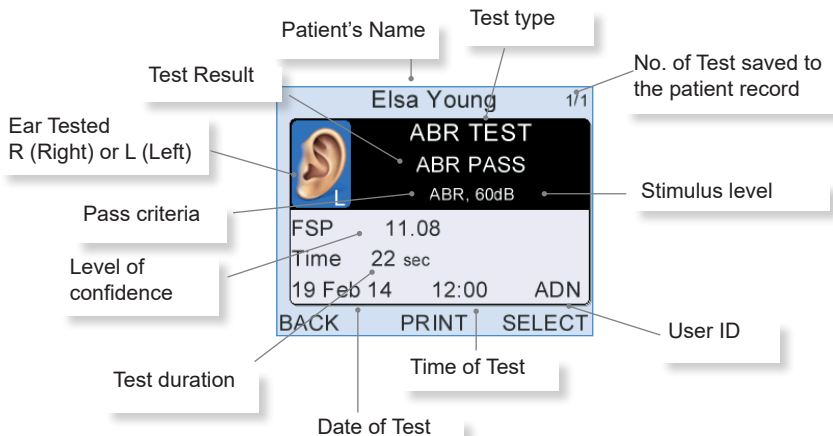 Patient's Name
Test type
Test Result
No. of Test saved to
the patient record
Ear Tested
R (Right) or L (Left)
Elsa Young 1/1
ABR TEST
ABR PASS
ABR, 60dB
L
Stimulus level
Pass criteria
FSP 11.08
Level of
confidence
Time 22 sec
19 Feb 14 12:00 ADN
BACK PRINT SELECT
User ID
Test duration
Time of Test
Date of Test